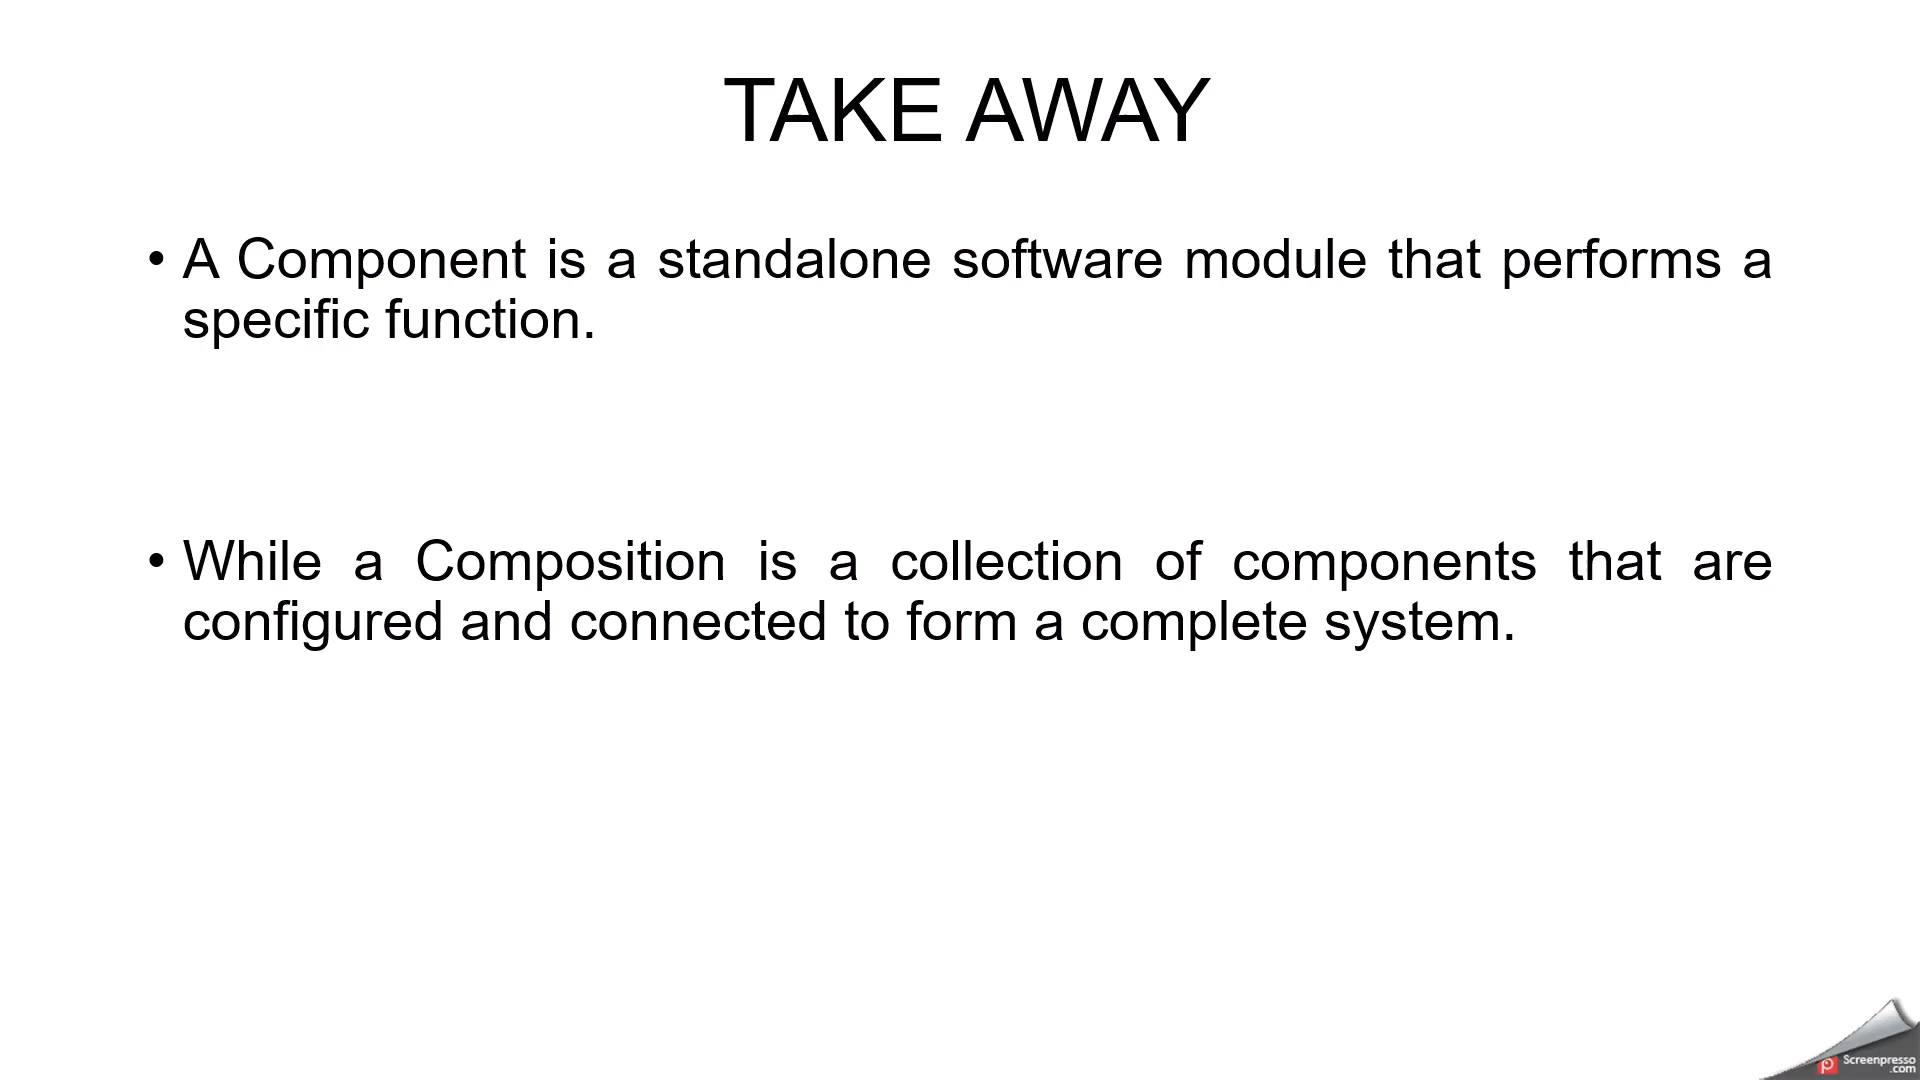 TAKE AWAY
• A Component is a standalone software module that performs a
specific function.
• While a Composition is a collection of components that are
configured and connected to form a complete system.
Screenpresso
.com